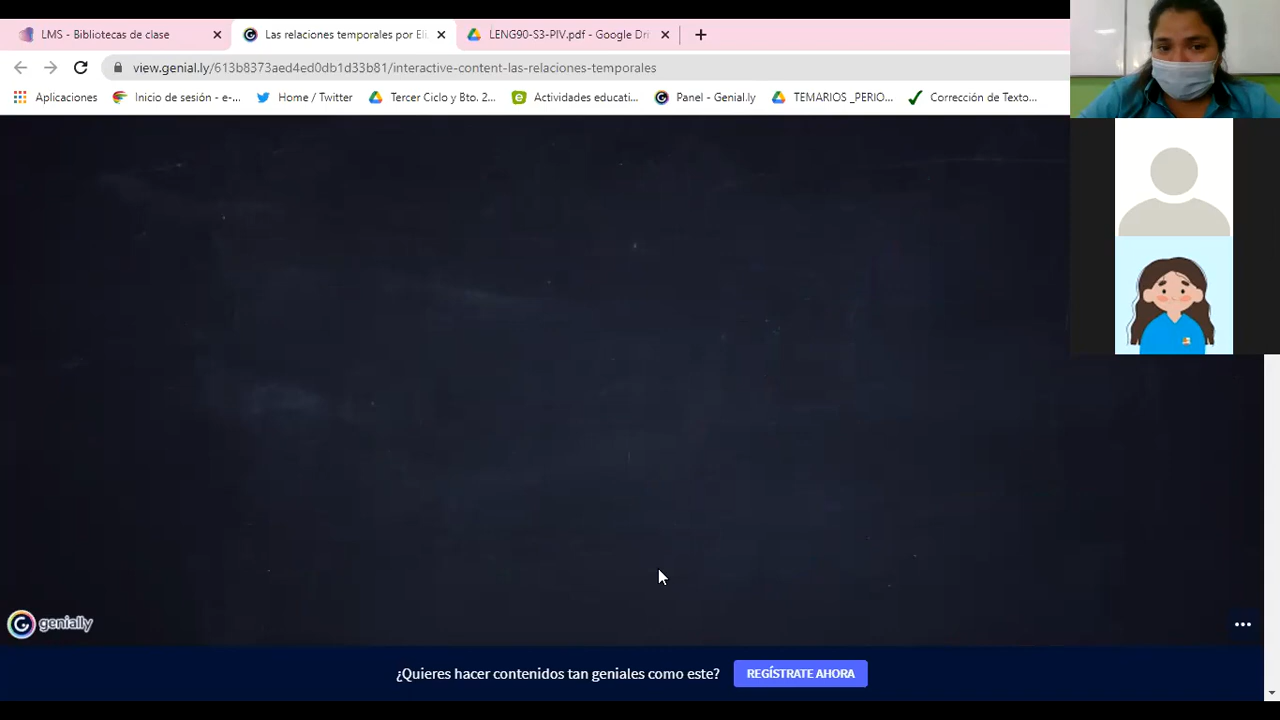 LMS - Bibliotecas de clase
Las relaciones temporales por Eli
LENG90-S3-PIV.pdf - Google Dri
view.genial.ly/613b8373aed4ed0db1d33b81/interactive-content-las-relaciones-temporales
Aplicaciones
Inicio de sesión - e-...
Home / Twitter
Tercer Ciclo y Bto. 2...
Actividades educati...
Panel - Genial.ly
TEMARIOS _PERIO...
Corrección de Texto...
genially
¿Quieres hacer contenidos tan geniales como este?
REGÍSTRATE AHORA